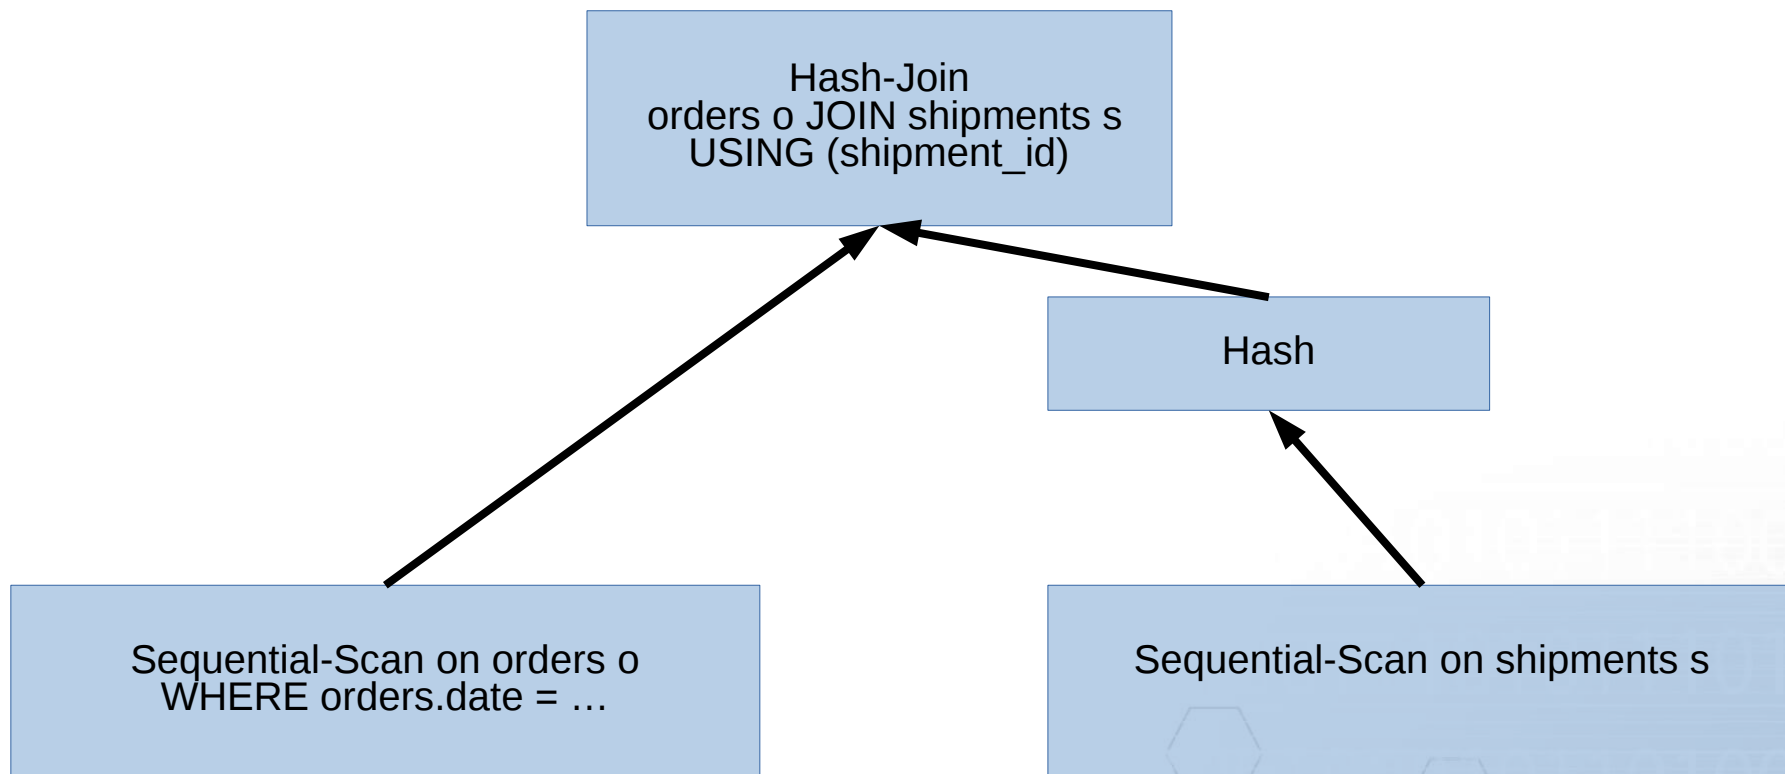 Hash-Join
orders o JOIN shipments s
USING (shipment_id)
Hash
Sequential-Scan on orders o
WHERE orders.date = …
Sequential-Scan on shipments s